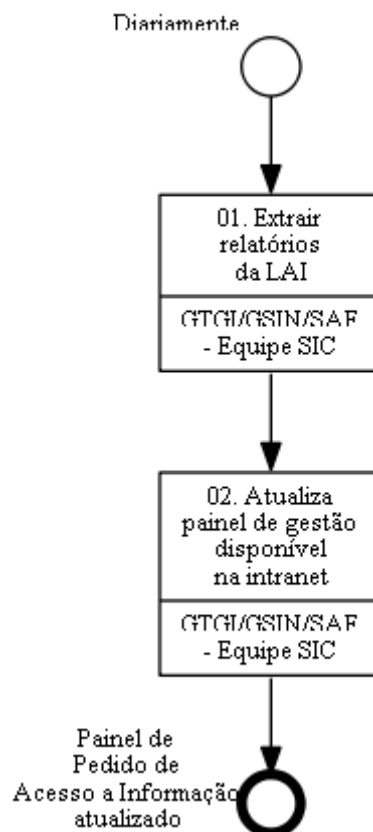 Diariamente
01. Extrair
relatórios
da LAI
GTGI/GSIN/SAF
- Equipe SIC
02. Atualiza
painel de gestão
disponível
na intranet
GTGI/GSIN/SAF
- Equipe SIC
Painel de
Pedido de
Acesso a Informação
atualizado